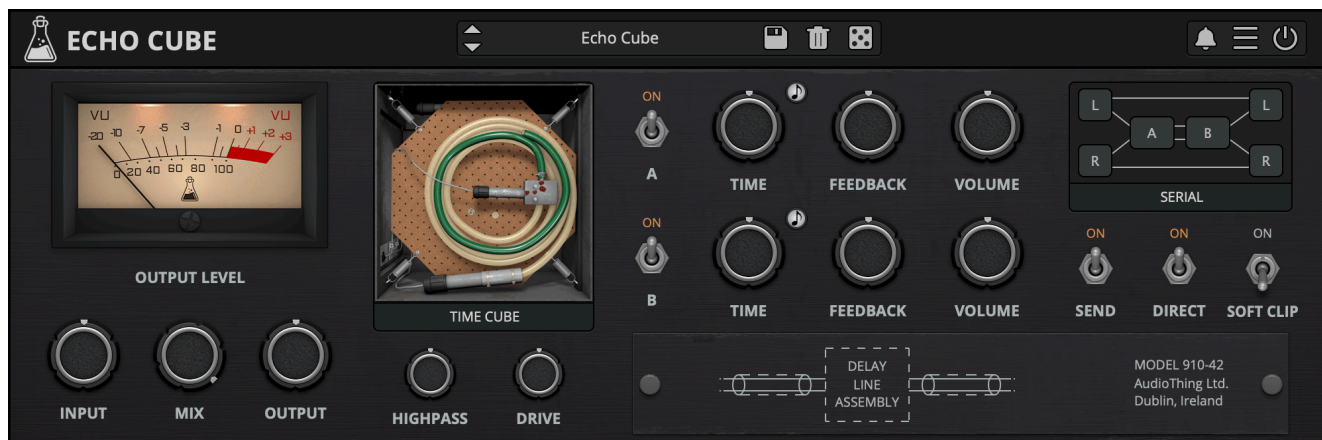 ECHO CUBE
Echo Cube
VU VU
-20 -10 -7 -5 -3 -1 0 +1 +2 +3
0 20 40 60 80 100
OUTPUT LEVEL
INPUT
MIX
OUTPUT
TIME CUBE
HIGHPASS
DRIVE
ON
A
TIME
FEEDBACK
VOLUME
ON
B
TIME
FEEDBACK
VOLUME
L L
A B
R R
SERIAL
ON ON ON
SEND DIRECT SOFT CLIP
DELAY
LINE
ASSEMBLY
MODEL 910-42
AudioThing Ltd.
Dublin, Ireland